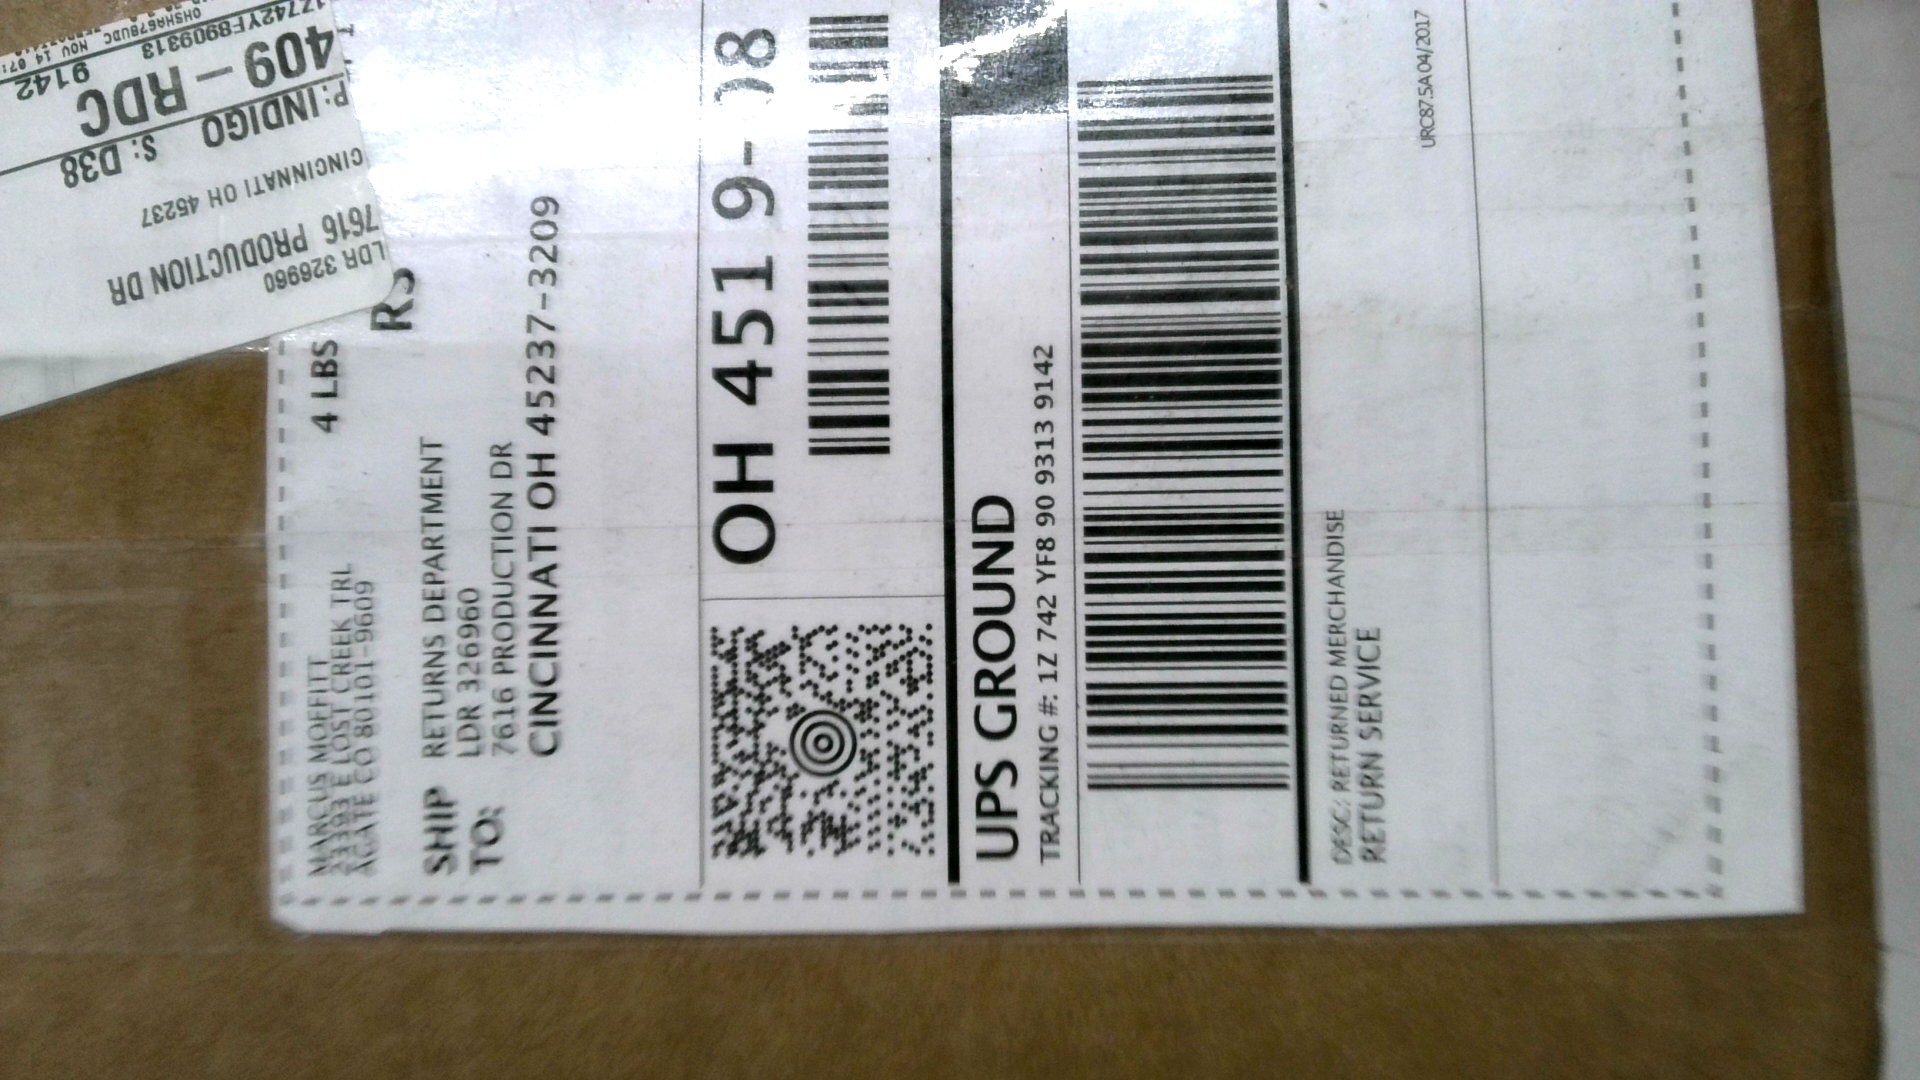 MARCUS MOFFITT
23393 E LOST CREEK TRL
AGATE CO 80101-9609
4 LBS
RS
SHIP TO:
RETURNS DEPARTMENT
LDR 326960
7616 PRODUCTION DR
CINCINNATI OH 45237-3209
OH 451 9-08
UPS GROUND
TRACKING #: 1Z 742 YF8 90 9313 9142
DESC: RETURNED MERCHANDISE
RETURN SERVICE
URC87.5A 04/2017
LDR 326960
7616 PRODUCTION DR
CINCINNATI OH 45237
P: INDIGO S: D38
409 - RDC
1Z742YF8909313 9142